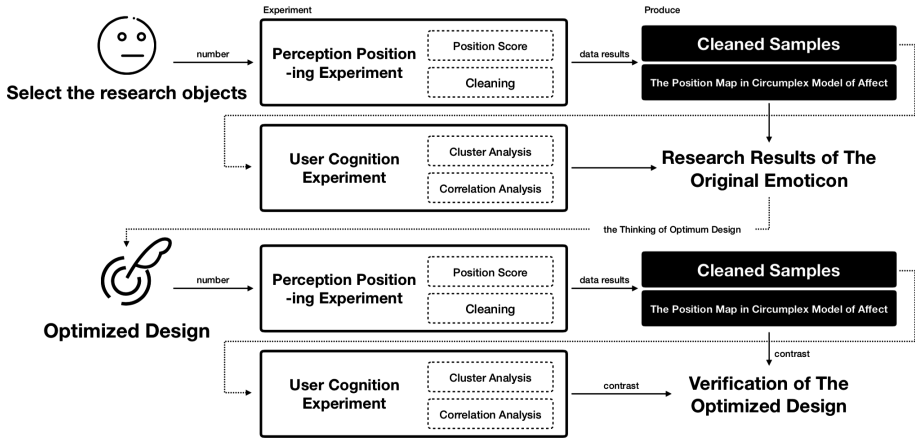 Experiment
Produce
Select the research objects
number
Perception Position
-ing Experiment
Position Score
Cleaning
data results
Cleaned Samples
The Position Map in Circumplex Model of Affect
User Cognition
Experiment
Cluster Analysis
Correlation Analysis
Research Results of The
Original Emoticon
the Thinking of Optimum Design
Optimized Design
number
Perception Position
-ing Experiment
Position Score
Cleaning
data results
Cleaned Samples
The Position Map in Circumplex Model of Affect
contrast
User Cognition
Experiment
Cluster Analysis
Correlation Analysis
contrast
Verification of The
Optimized Design